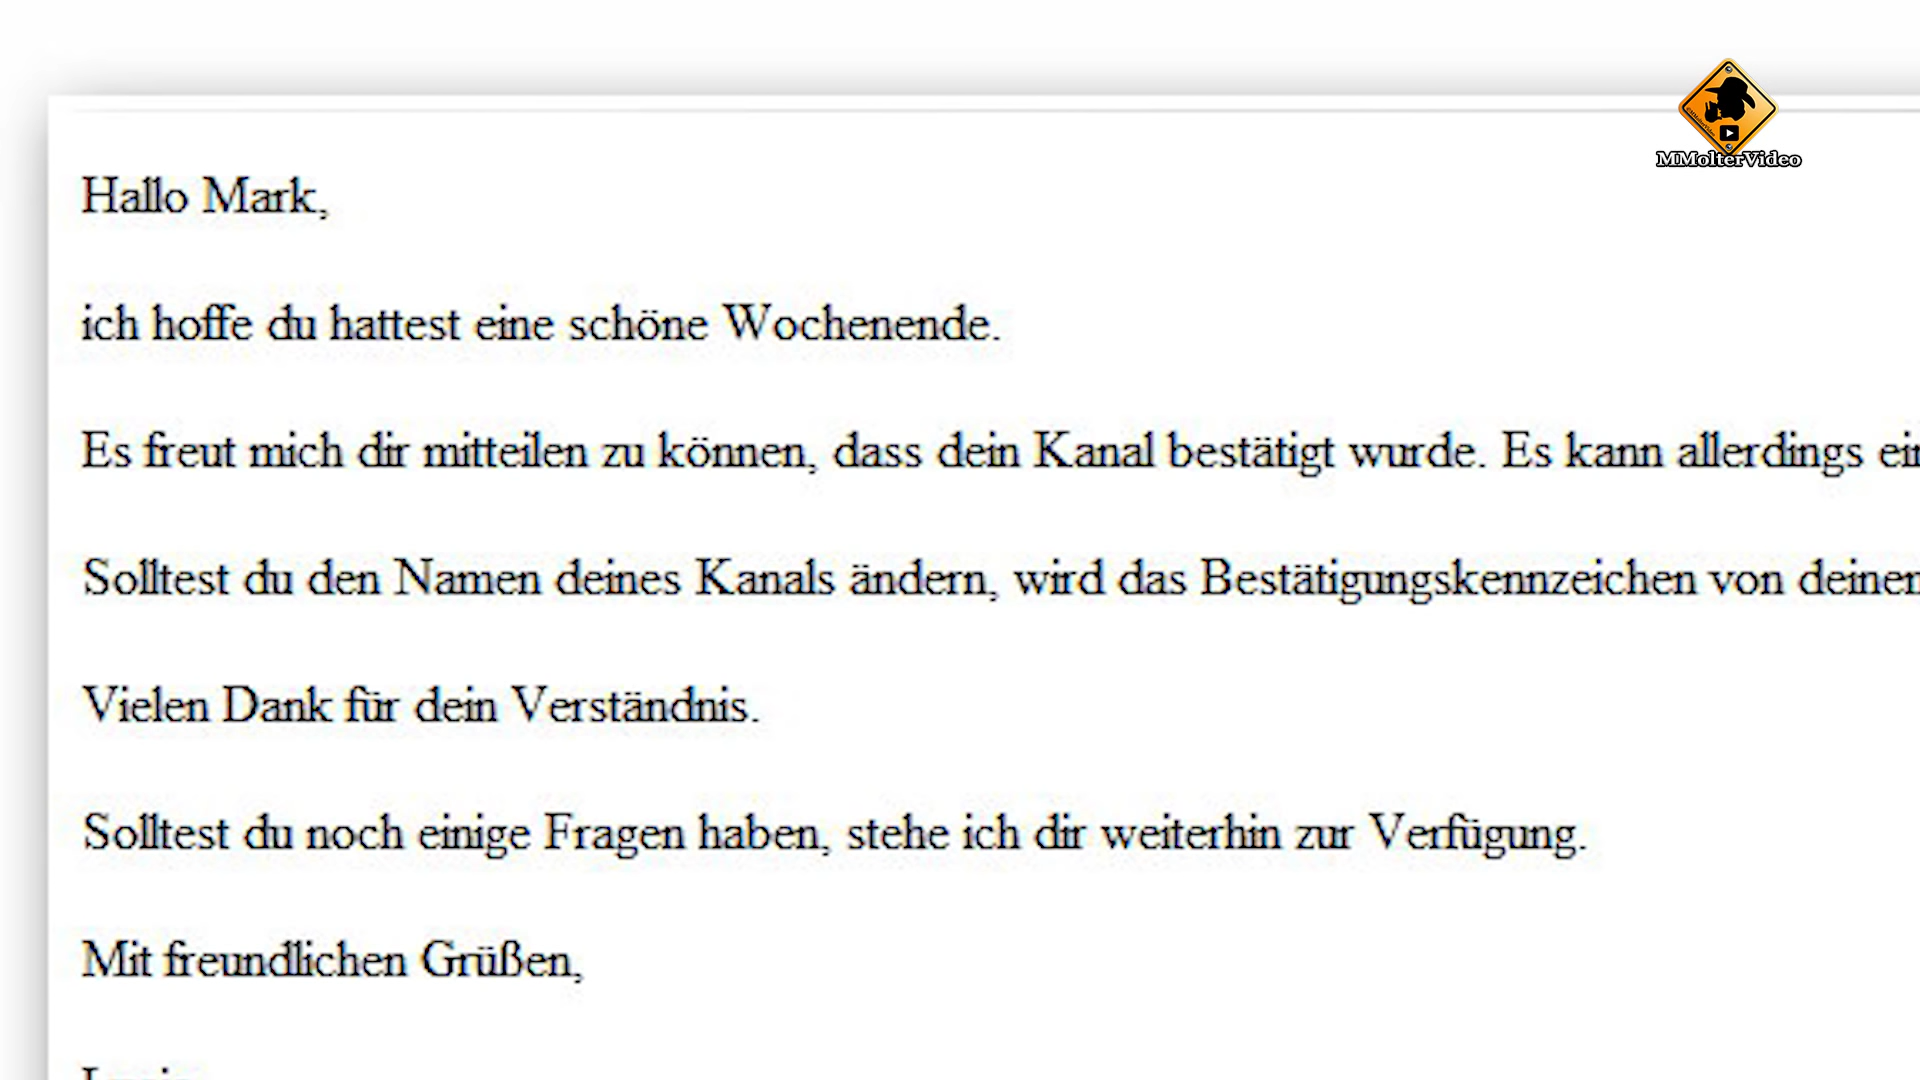 MMolterVideo
Hallo Mark,
ich hoffe du hattest eine schöne Wochenende.
Es freut mich dir mitteilen zu können, dass dein Kanal bestätigt wurde. Es kann allerdings
Solltest du den Namen deines Kanals ändern, wird das Bestätigungskennzeichen von
Vielen Dank für dein Verständnis.
Solltest du noch einige Fragen haben, stehe ich dir weiterhin zur Verfügung.
Mit freundlichen Grüßen,